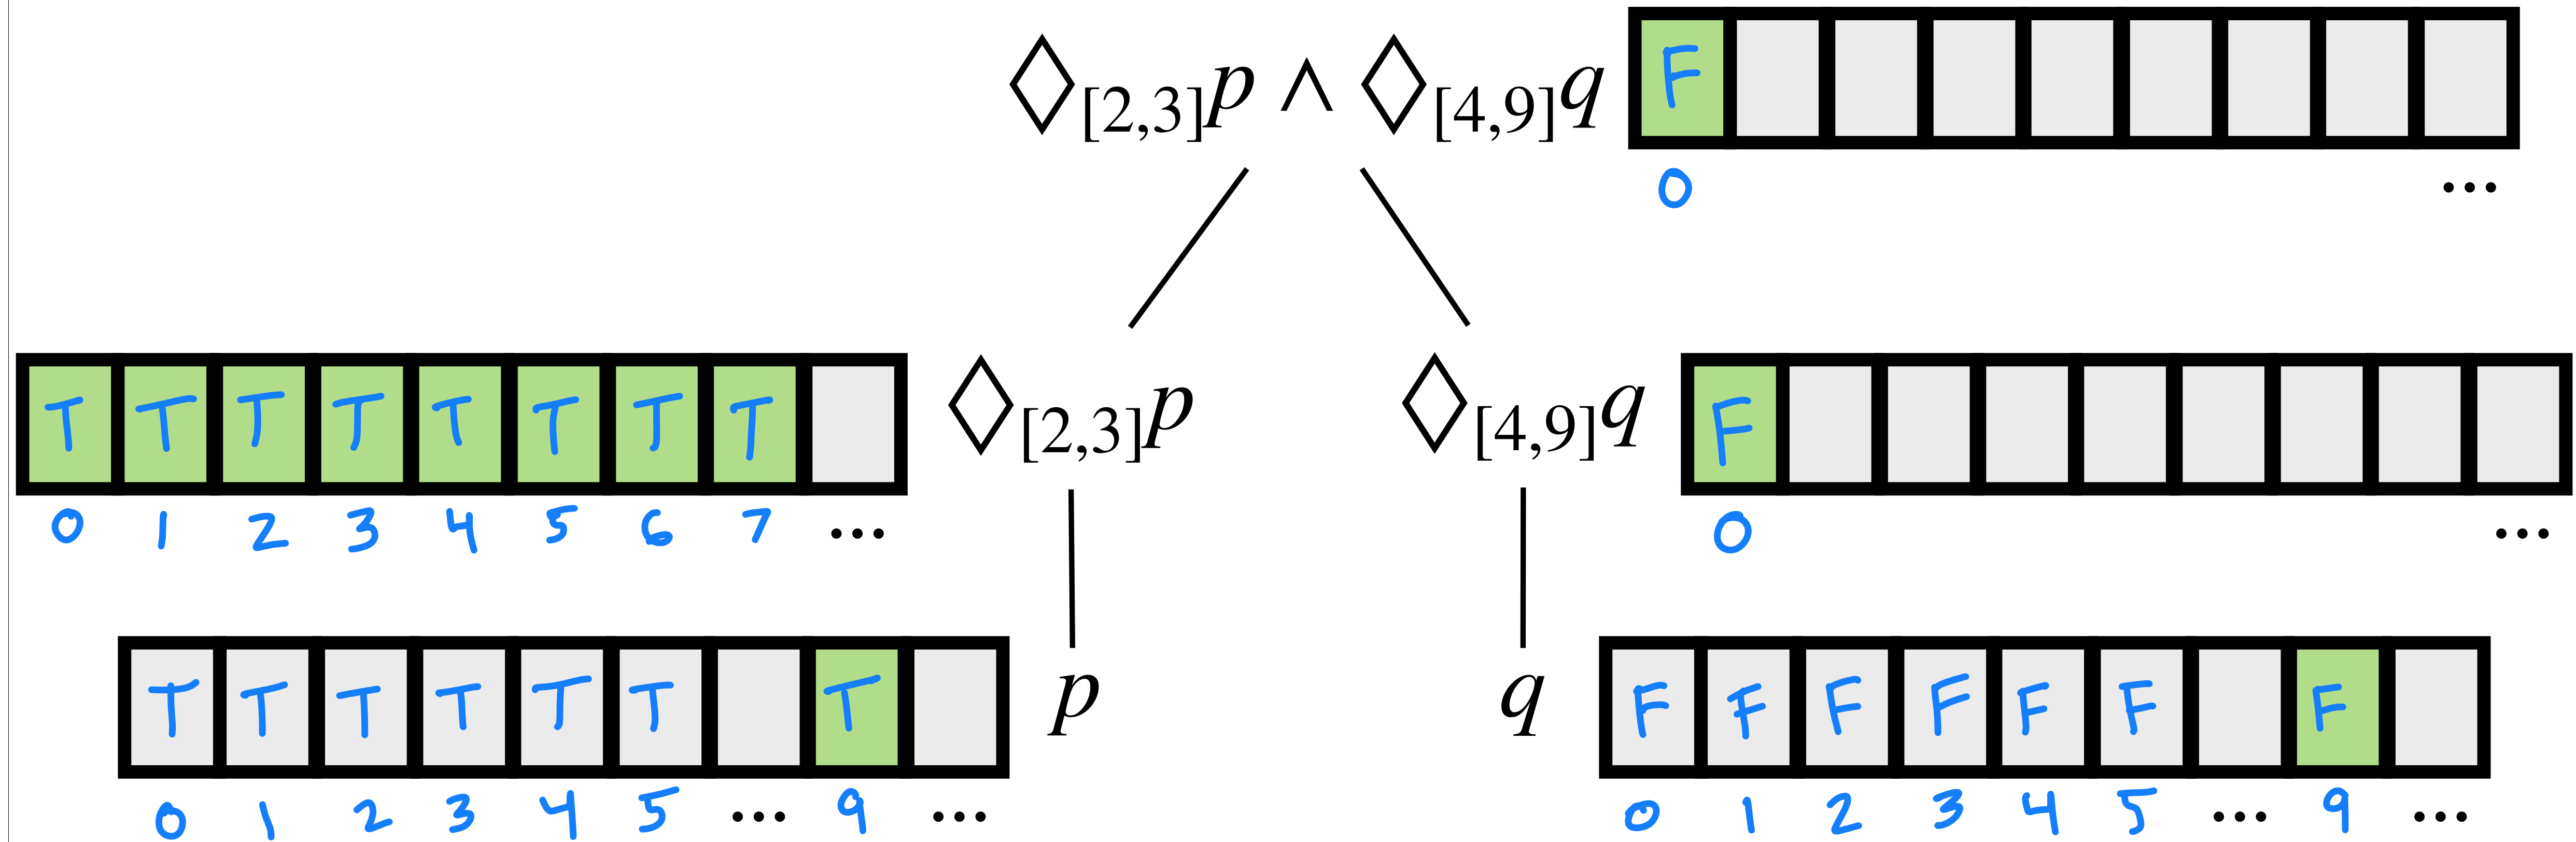 ◊[2,3]p ∧ ◊[4,9]q F
0 ...
T T T T T T T T ◊[2,3]p ◊[4,9]q F
0 1 2 3 4 5 6 7 ... 0 ...
T T T T T T T p q F F F F F F F
0 1 2 3 4 5 ... 9 ... 0 1 2 3 4 5 ... 9 ...